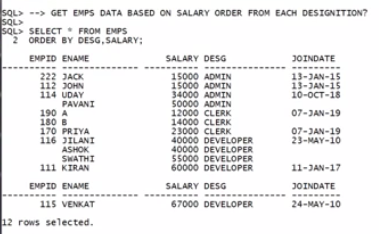 SQL> --> GET EMPS DATA BASED ON SALARY ORDER FROM EACH DESIGNITION?
SQL>
SQL> SELECT * FROM EMPS
  2  ORDER BY DESG,SALARY;
     EMPID ENAME          SALARY DESG            JOINDATE
---------- ---------- ---------- --------------- ---------
       222 JACK            15000 ADMIN           13-JAN-15
       112 JOHN            15000 ADMIN           13-JAN-15
       114 UDAY            34000 ADMIN           10-OCT-18
           PAVANI          50000 ADMIN
       190 A               12000 CLERK           07-JAN-19
       180 B               14000 CLERK
       170 PRIYA           23000 CLERK           07-JAN-19
       116 JILANI          40000 DEVELOPER       23-MAY-10
           ASHOK           40000 DEVELOPER
           SWATHI          55000 DEVELOPER
       111 KIRAN           60000 DEVELOPER       11-JAN-17
     EMPID ENAME          SALARY DESG            JOINDATE
---------- ---------- ---------- --------------- ---------
       115 VENKAT          67000 DEVELOPER       24-MAY-10
12 rows selected.